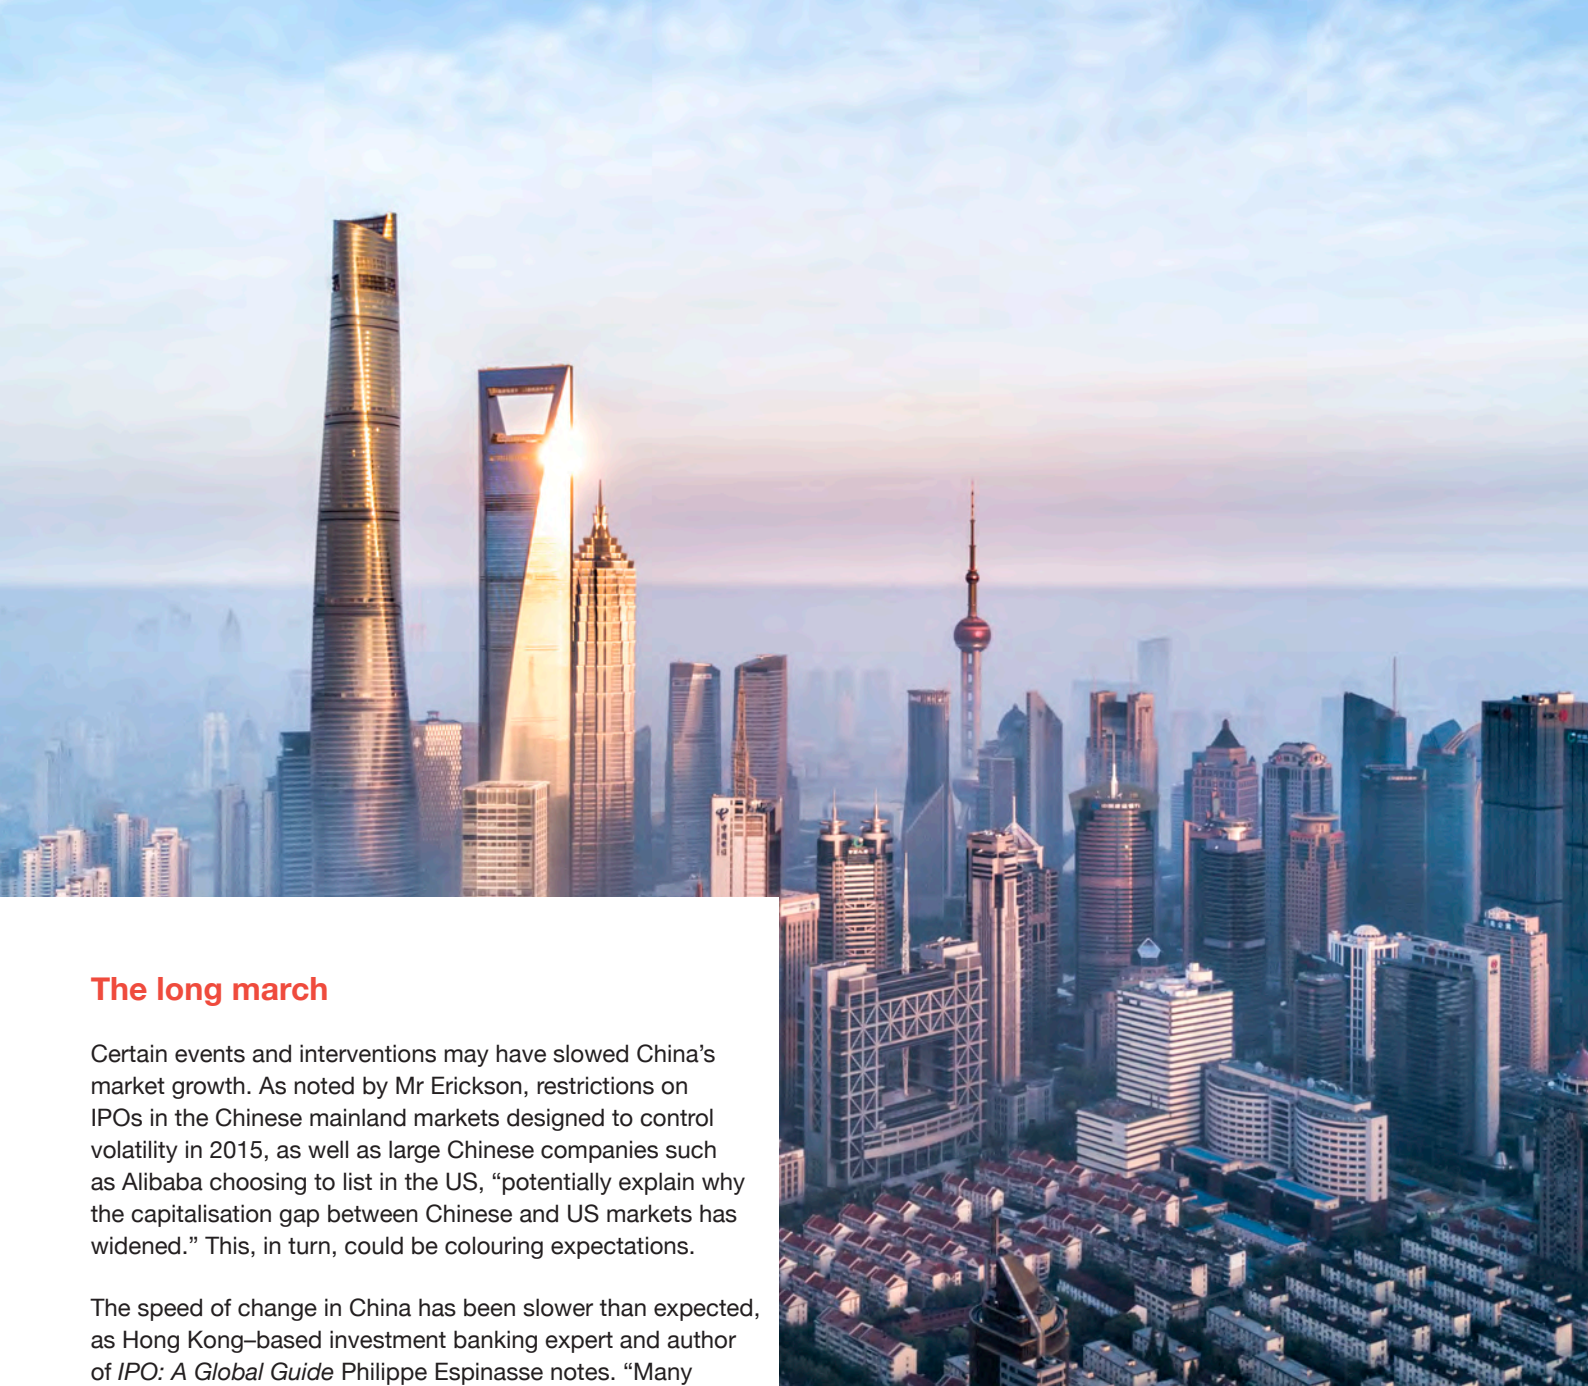 The long march
Certain events and interventions may have slowed China’s
market growth. As noted by Mr Erickson, restrictions on
IPOs in the Chinese mainland markets designed to control
volatility in 2015, as well as large Chinese companies such
as Alibaba choosing to list in the US, “potentially explain why
the capitalisation gap between Chinese and US markets has
widened.” This, in turn, could be colouring expectations.
The speed of change in China has been slower than expected,
as Hong Kong–based investment banking expert and author
of IPO: A Global Guide Philippe Espinasse notes. “Many